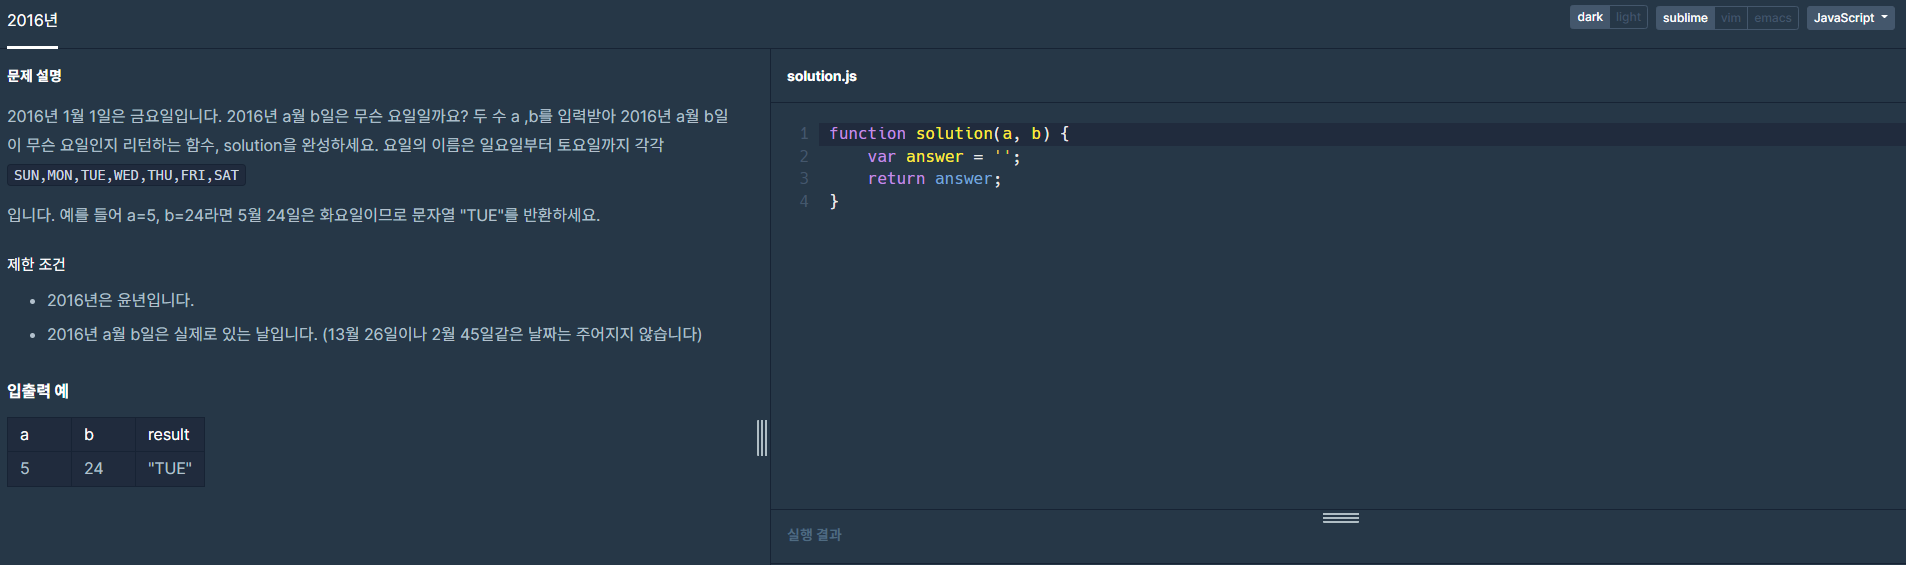 2016년
dark light sublime vim emacs JavaScript
문제 설명
2016년 1월 1일은 금요일입니다. 2016년 a월 b일은 무슨 요일일까요? 두 수 a ,b를 입력받아 2016년 a월 b일
이 무슨 요일인지 리턴하는 함수, solution을 완성하세요. 요일의 이름은 일요일부터 토요일까지 각각
SUN,MON,TUE,WED,THU,FRI,SAT
입니다. 예를 들어 a=5, b=24라면 5월 24일은 화요일이므로 문자열 "TUE"를 반환하세요.
제한 조건
2016년은 윤년입니다.
2016년 a월 b일은 실제로 있는 날입니다. (13월 26일이나 2월 45일같은 날짜는 주어지지 않습니다)
입출력 예
a b result
5 24 "TUE"
solution.js
1 function solution(a, b) {
2 var answer = '';
3 return answer;
4 }
실행 결과